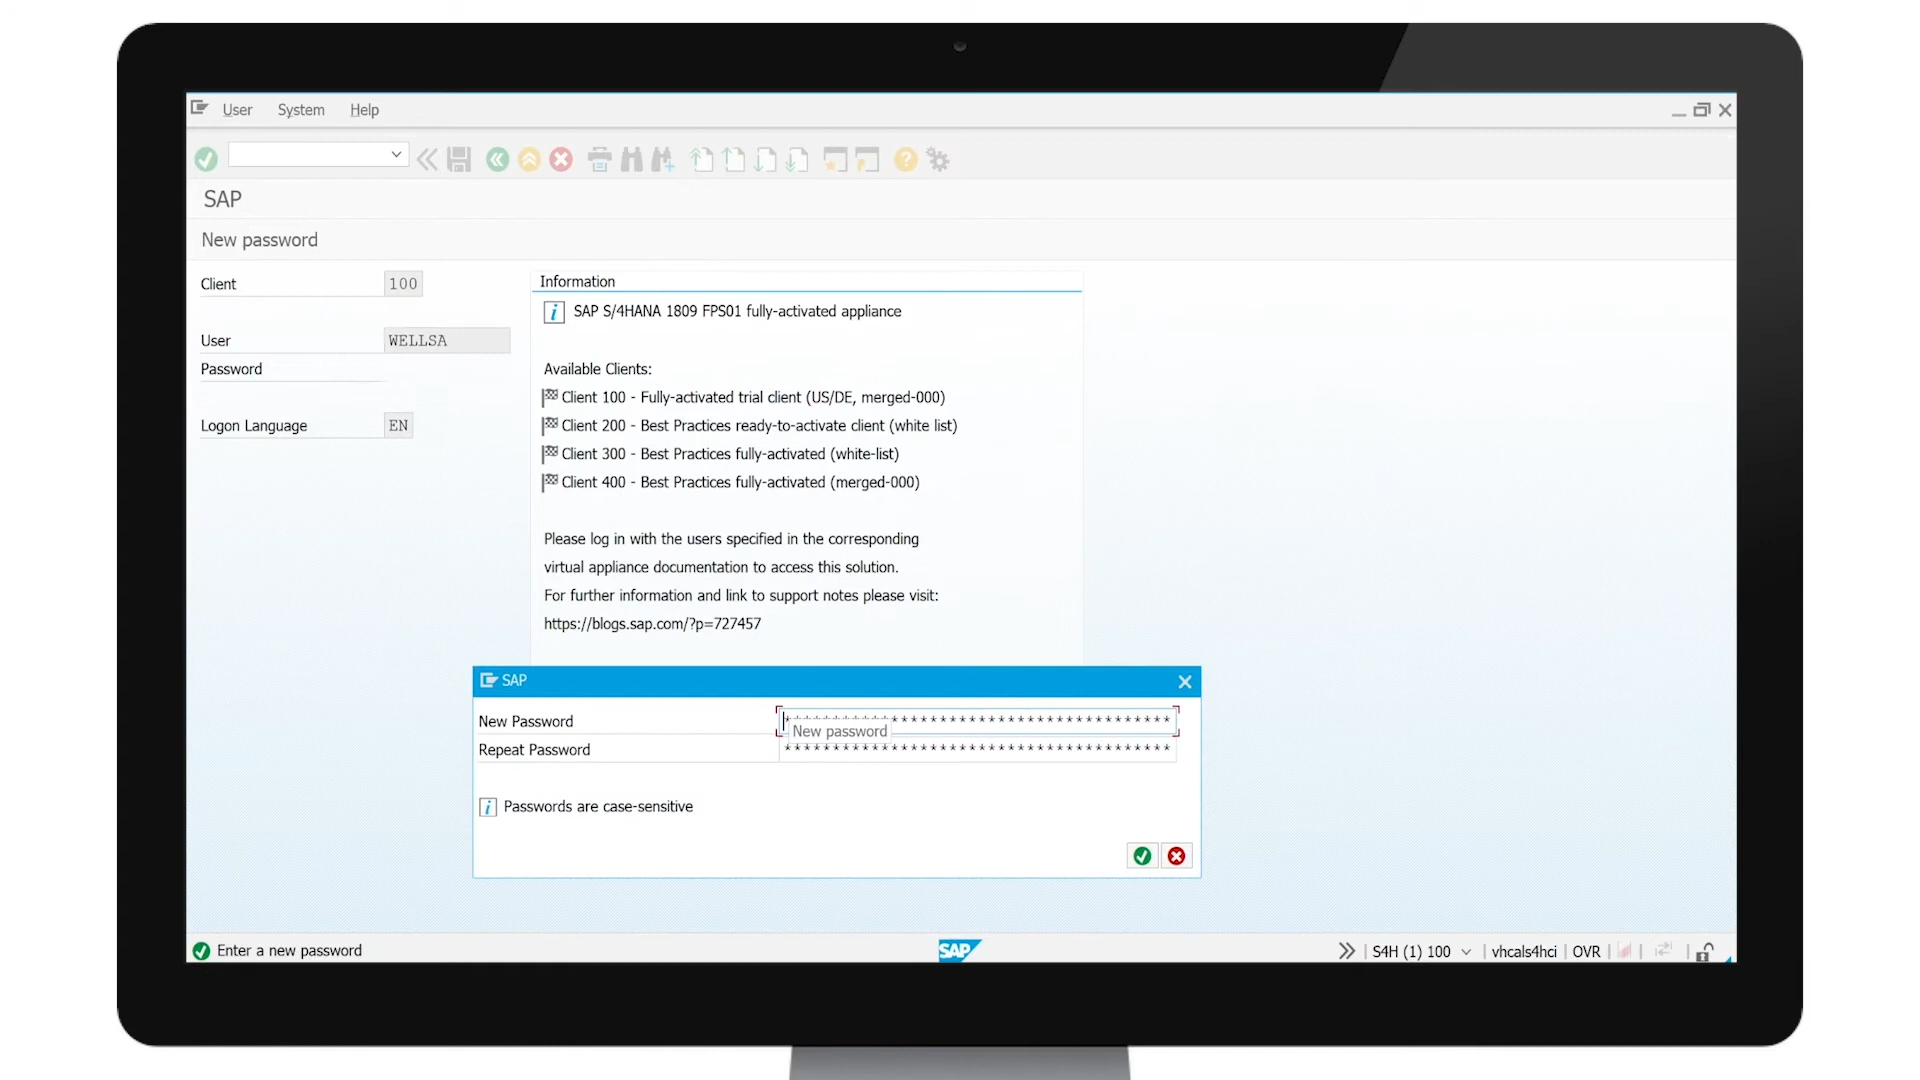 User System Help
SAP
New password
Client 100
User WELLSA
Password
Logon Language EN
Information
SAP S/4HANA 1809 FPS01 fully-activated appliance
Available Clients:
Client 100 - Fully-activated trial client (US/DE, merged-000)
Client 200 - Best Practices ready-to-activate client (white list)
Client 300 - Best Practices fully-activated (white-list)
Client 400 - Best Practices fully-activated (merged-000)
Please log in with the users specified in the corresponding
virtual appliance documentation to access this solution.
For further information and link to support notes please visit:
https://blogs.sap.com/?p=727457
SAP
New Password
New password
Repeat Password ****************************************
Passwords are case-sensitive
Enter a new password
SAP
S4H (1) 100
vhcals4hci
OVR